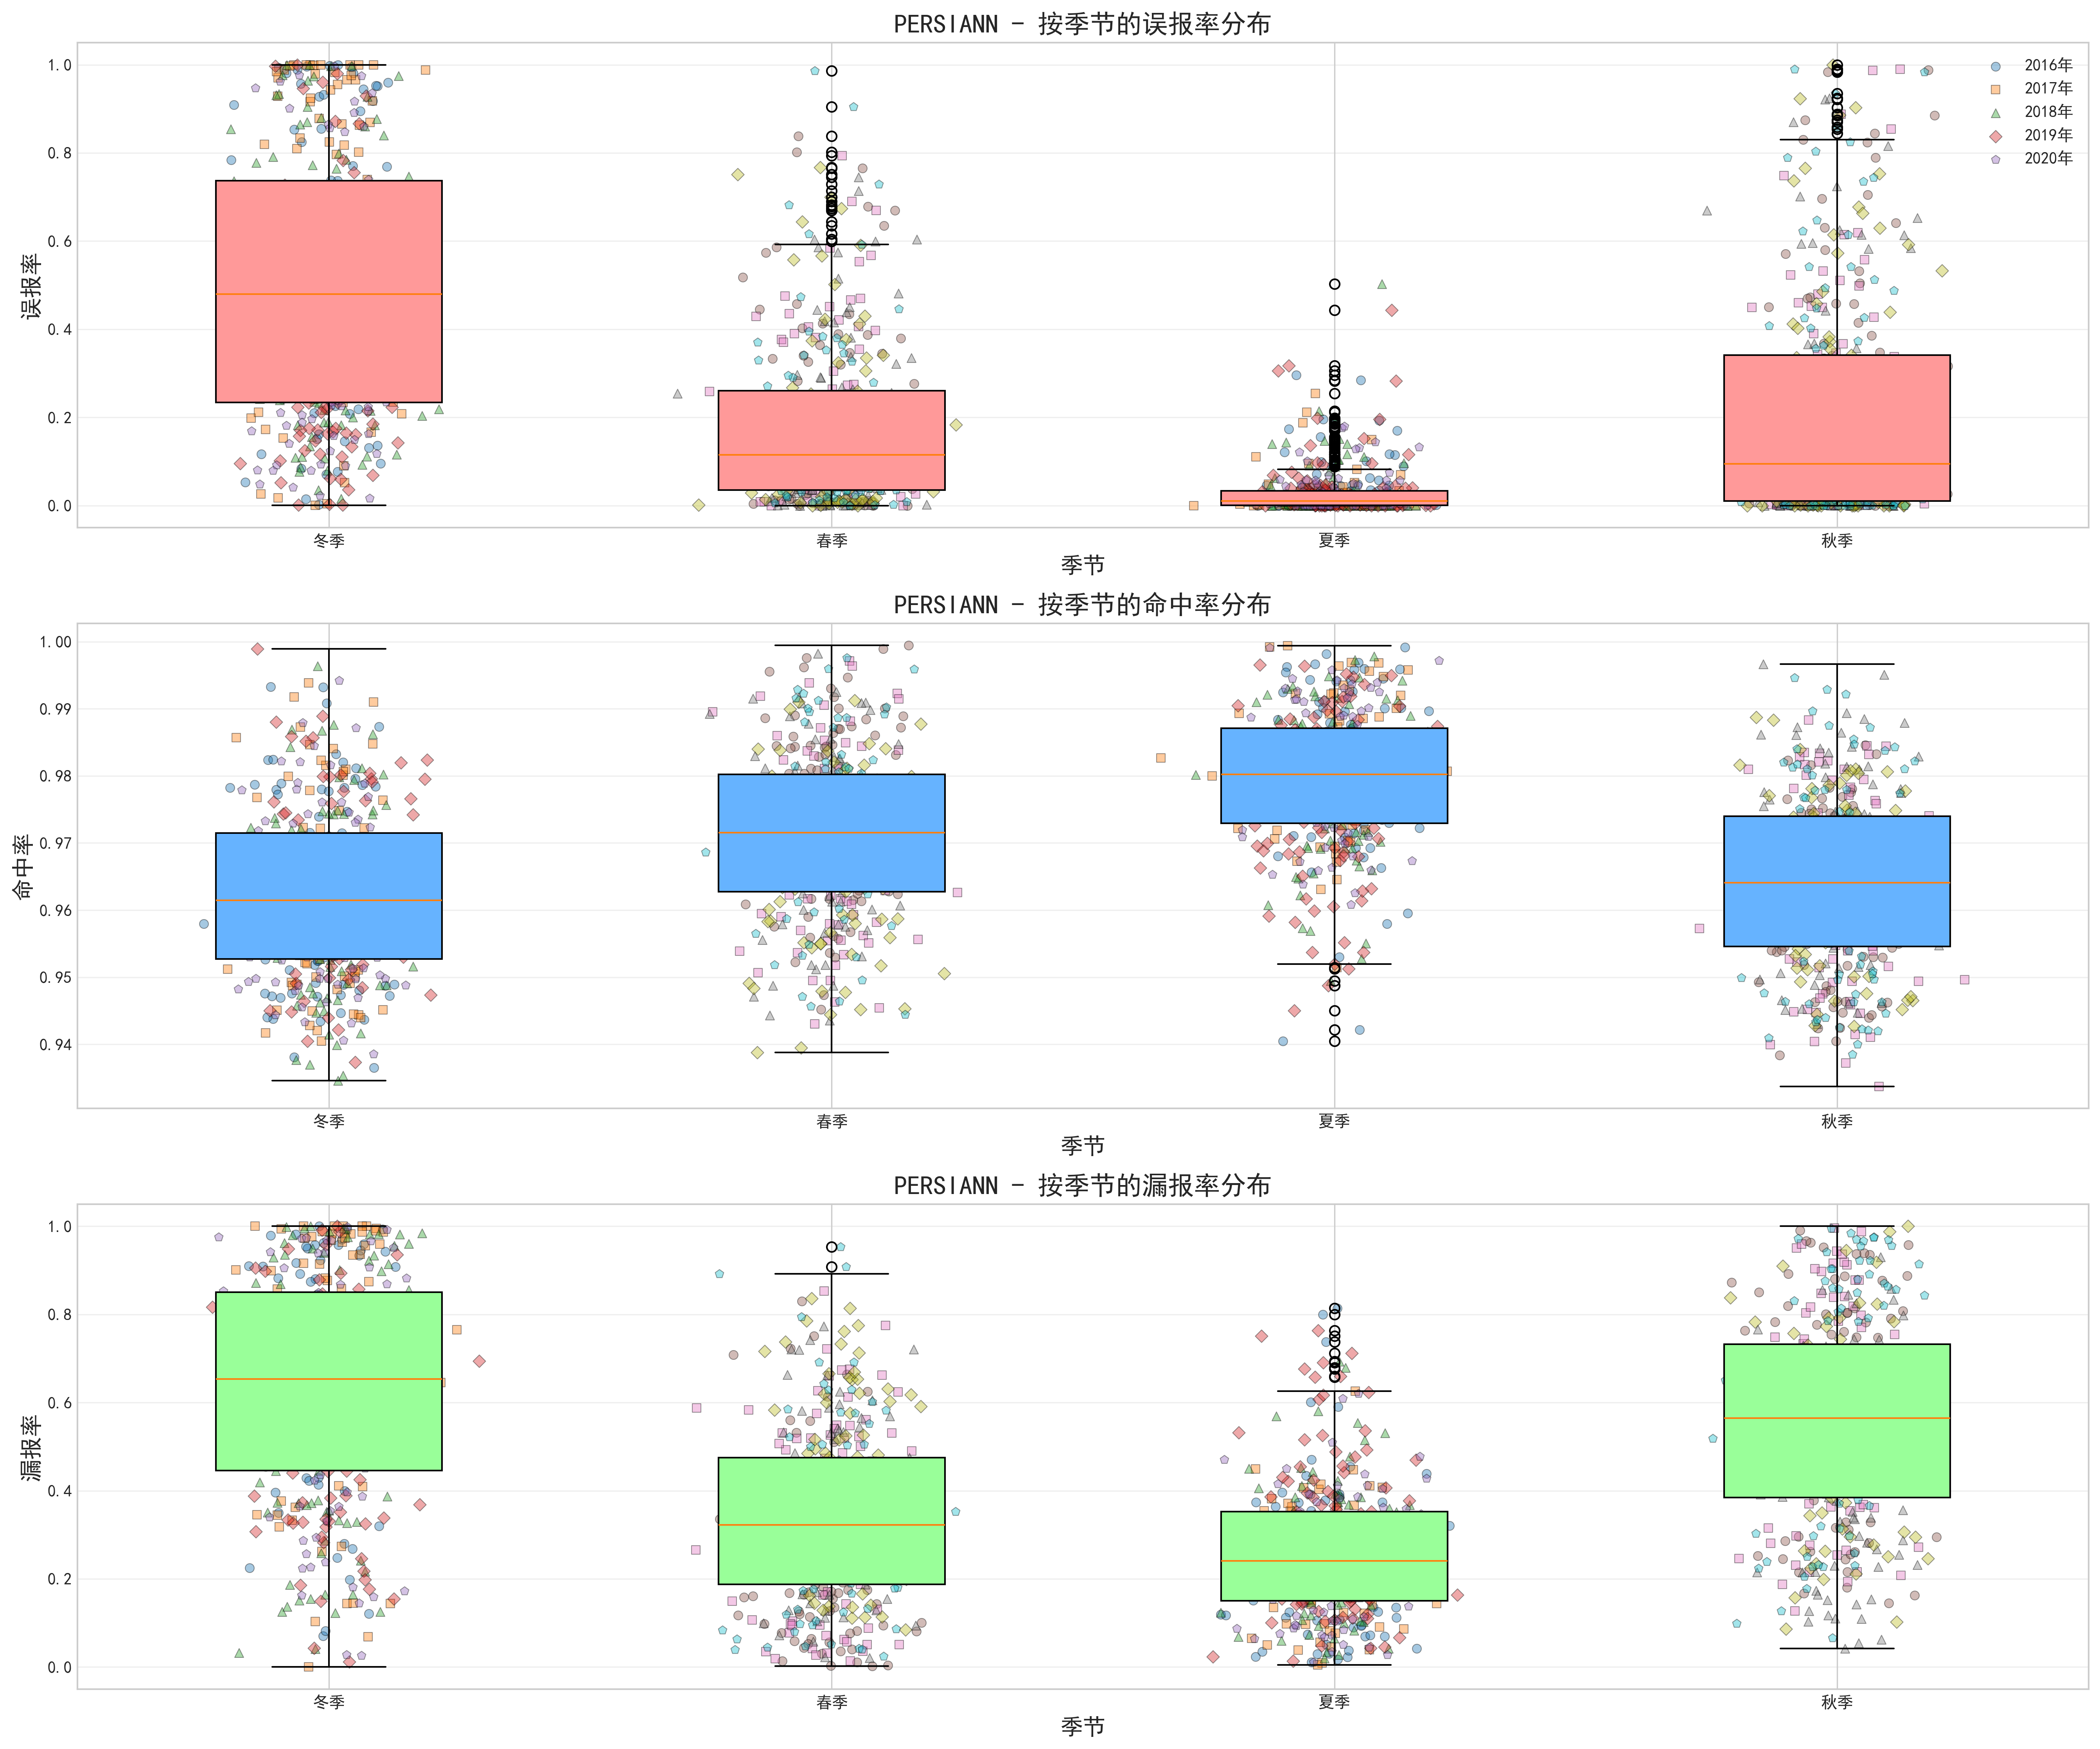 PERSIANN - 按季节的误报率分布
1.0
0.8
0.6
0.4
0.2
0.0
误报率
2016年
2017年
2018年
2019年
2020年
冬季
春季
夏季
秋季
季节
PERSIANN - 按季节的命中率分布
1.00
0.99
0.98
0.97
0.96
0.95
0.94
命中率
冬季
春季
夏季
秋季
季节
PERSIANN - 按季节的漏报率分布
1.0
0.8
0.6
0.4
0.2
0.0
漏报率
冬季
春季
夏季
秋季
季节